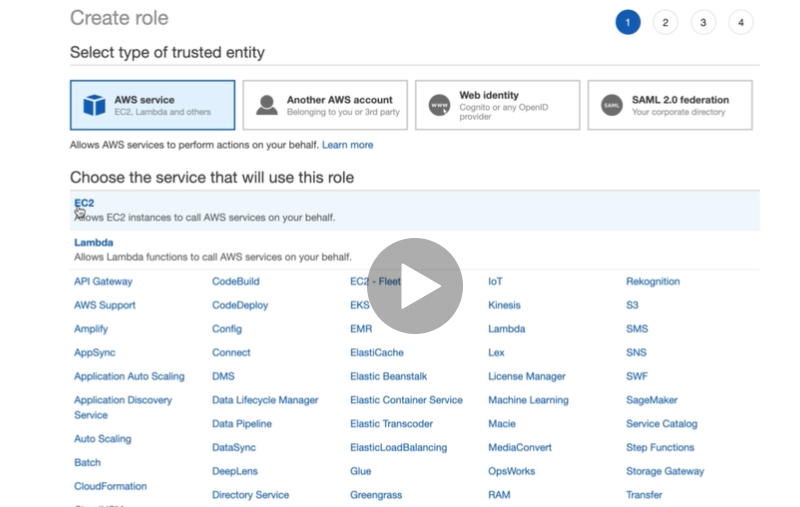 Create role
1 2 3 4
Select type of trusted entity
AWS service
EC2, Lambda and others
Another AWS account
Belonging to you or 3rd party
Web identity
Cognito or any OpenID
provider
SAML 2.0 federation
Your corporate directory
WWW
SAML
Allows AWS services to perform actions on your behalf. Learn more
Choose the service that will use this role
EC2
Allows EC2 instances to call AWS services on your behalf.
Lambda
Allows Lambda functions to call AWS services on your behalf.
API Gateway CodeBuild EC2 - Fleet IoT Rekognition
AWS Support CodeDeploy EKS Kinesis S3
Amplify Config EMR Lambda SMS
AppSync Connect ElastiCache Lex SNS
Application Auto Scaling DMS Elastic Beanstalk License Manager SWF
Application Discovery Data Lifecycle Manager Elastic Container Service Machine Learning SageMaker
Service
Data Pipeline Elastic Transcoder Macie Service Catalog
Auto Scaling DataSync ElasticLoadBalancing MediaConvert Step Functions
Batch DeepLens Glue OpsWorks Storage Gateway
CloudFormation Directory Service Greengrass RAM Transfer